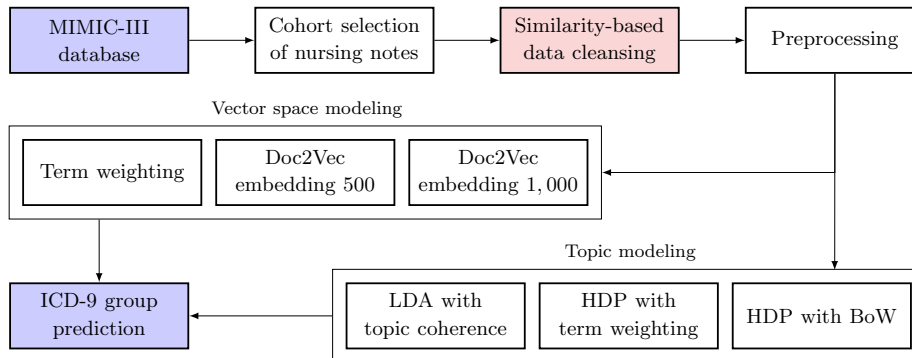 MIMIC-III
database
Cohort selection
of nursing notes
Similarity-based
data cleansing
Preprocessing
Vector space modeling
Term weighting
Doc2Vec
embedding 500
Doc2Vec
embedding 1,000
Topic modeling
ICD-9 group
prediction
LDA with
topic coherence
HDP with
term weighting
HDP with BoW